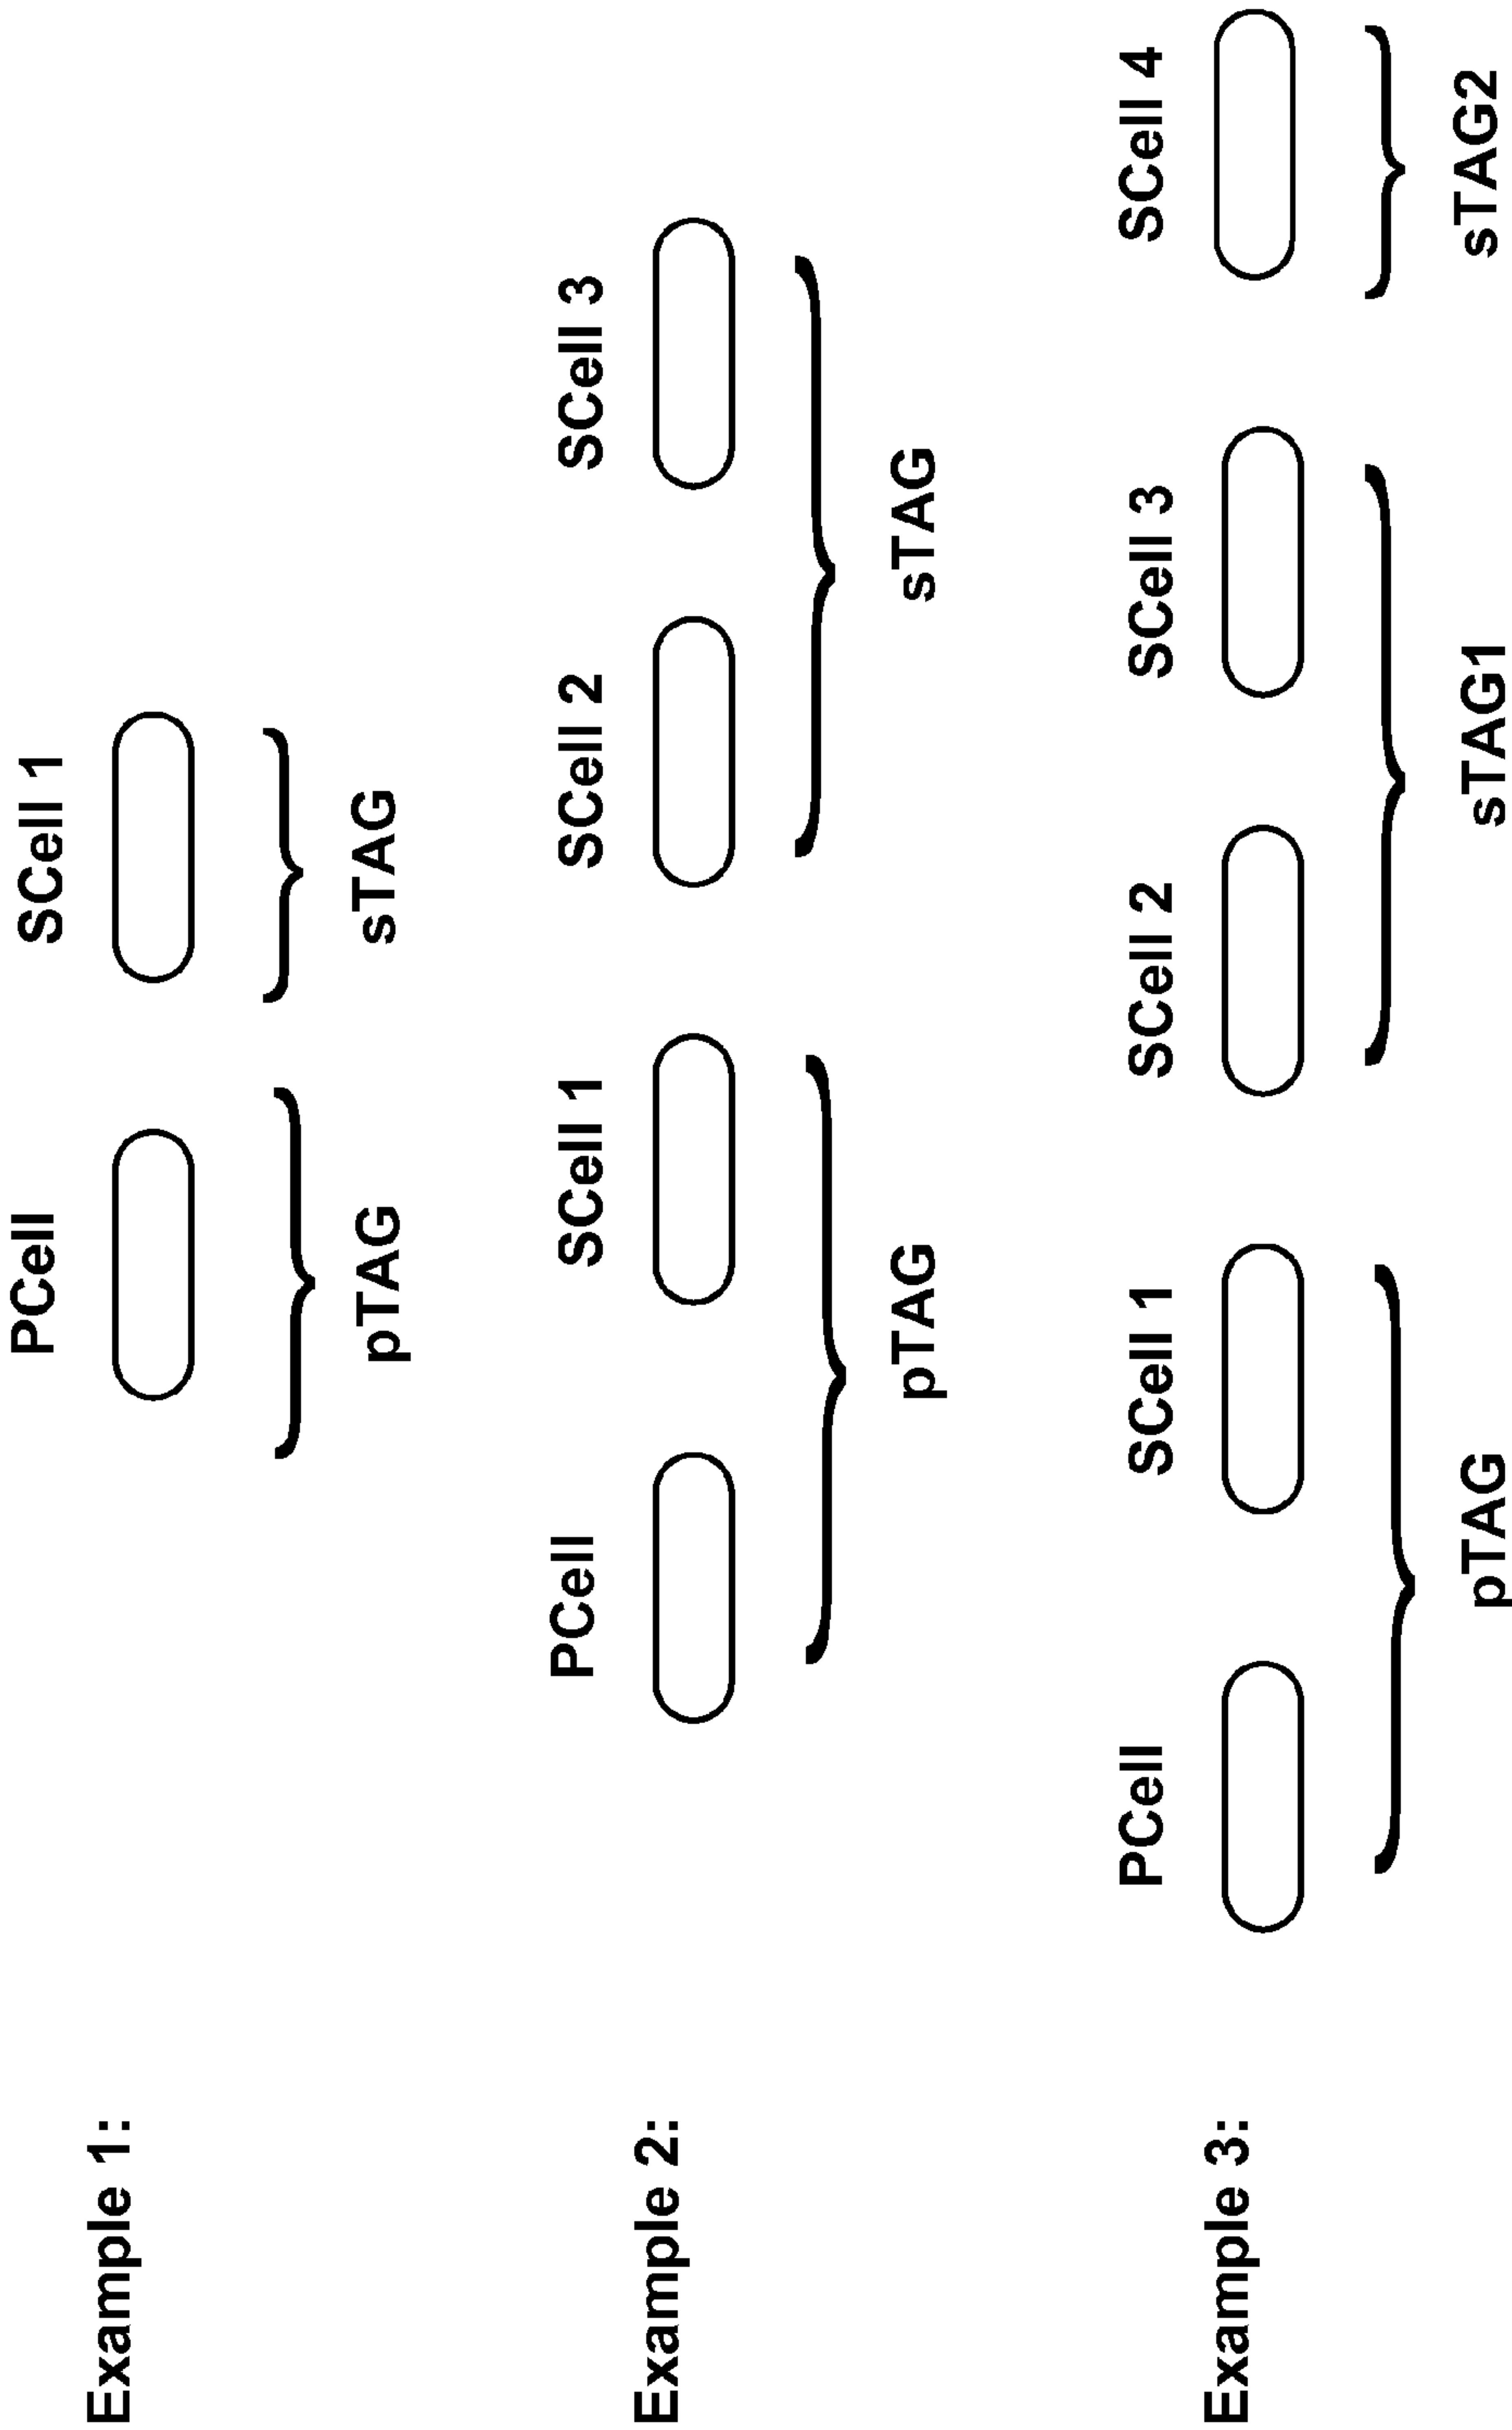 PCell SCell 1
Example 1:
pTAG sTAG
PCell SCell 1 SCell 2 SCell 3
Example 2:
pTAG sTAG
PCell SCell 1 SCell 2 SCell 3 SCell 4
Example 3:
pTAG sTAG1 sTAG2